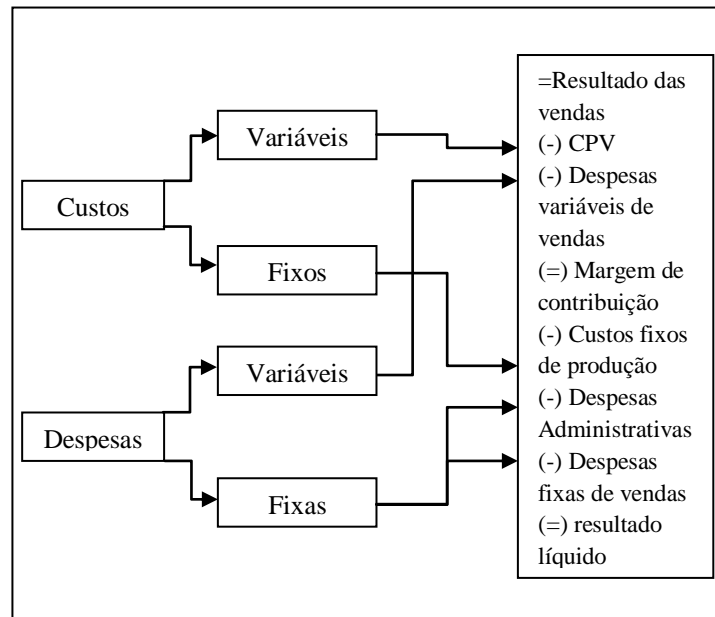 Custos
Variáveis
Fixos
Despesas
Variáveis
Fixas
=Resultado das
vendas
(-) CPV
(-) Despesas
variáveis de
vendas
(=) Margem de
contribuição
(-) Custos fixos
de produção
(-) Despesas
Administrativas
(-) Despesas
fixas de vendas
(=) resultado
líquido